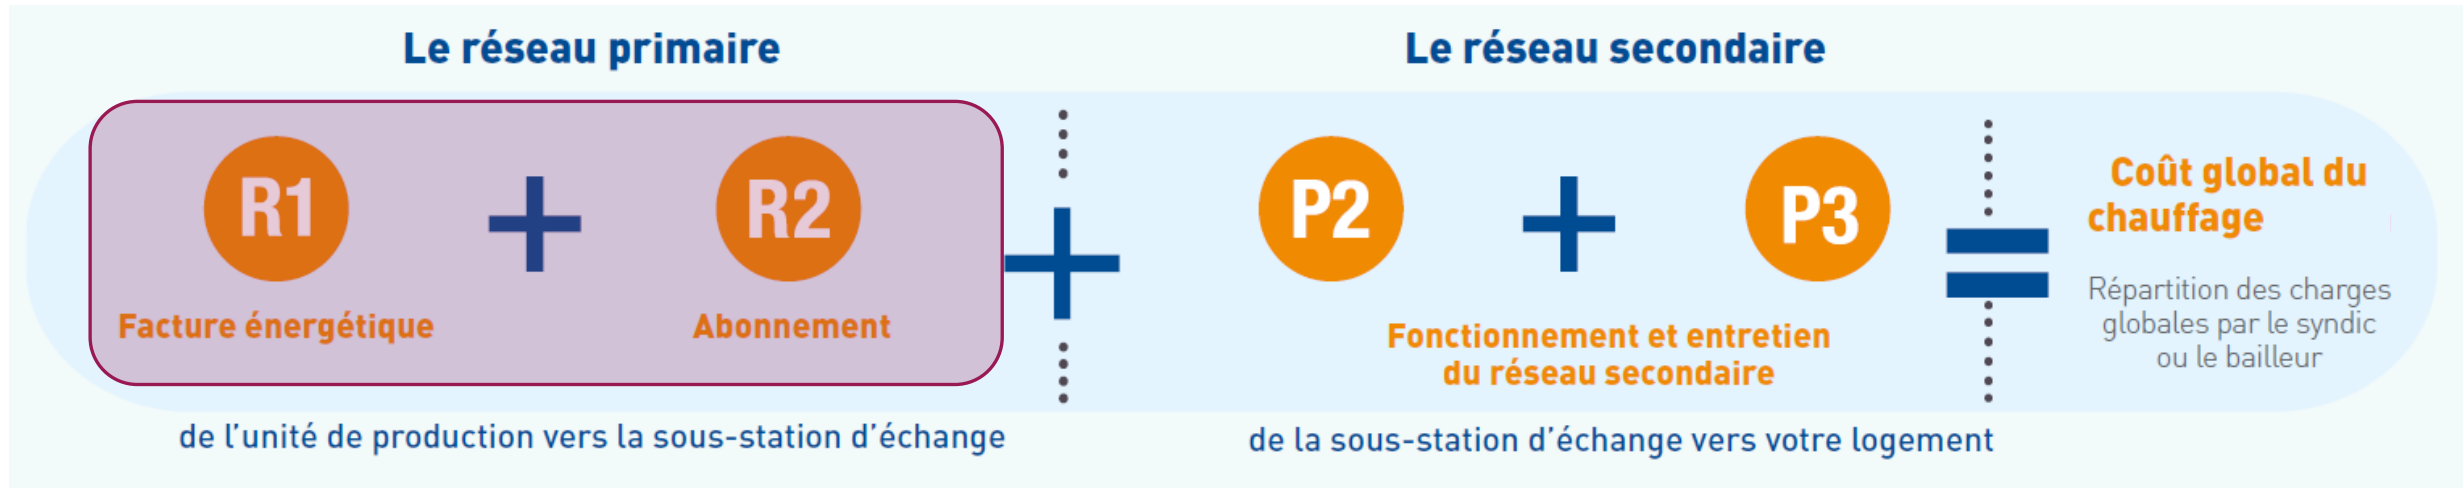 Le réseau primaire
R1
+
R2
Facture énergétique
Abonnement
de l'unité de production vers la sous-station d'échange
+
Le réseau secondaire
P2
+
P3
Fonctionnement et entretien
du réseau secondaire
de la sous-station d'échange vers votre logement
=
Coût global du
chauffage
Répartition des charges
globales par le syndic
ou le bailleur